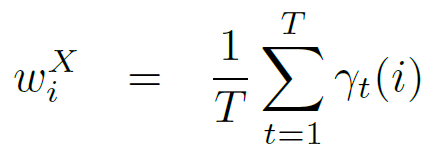 $w_i^X = \frac{1}{T} \sum_{t=1}^{T} \gamma_t(i)$